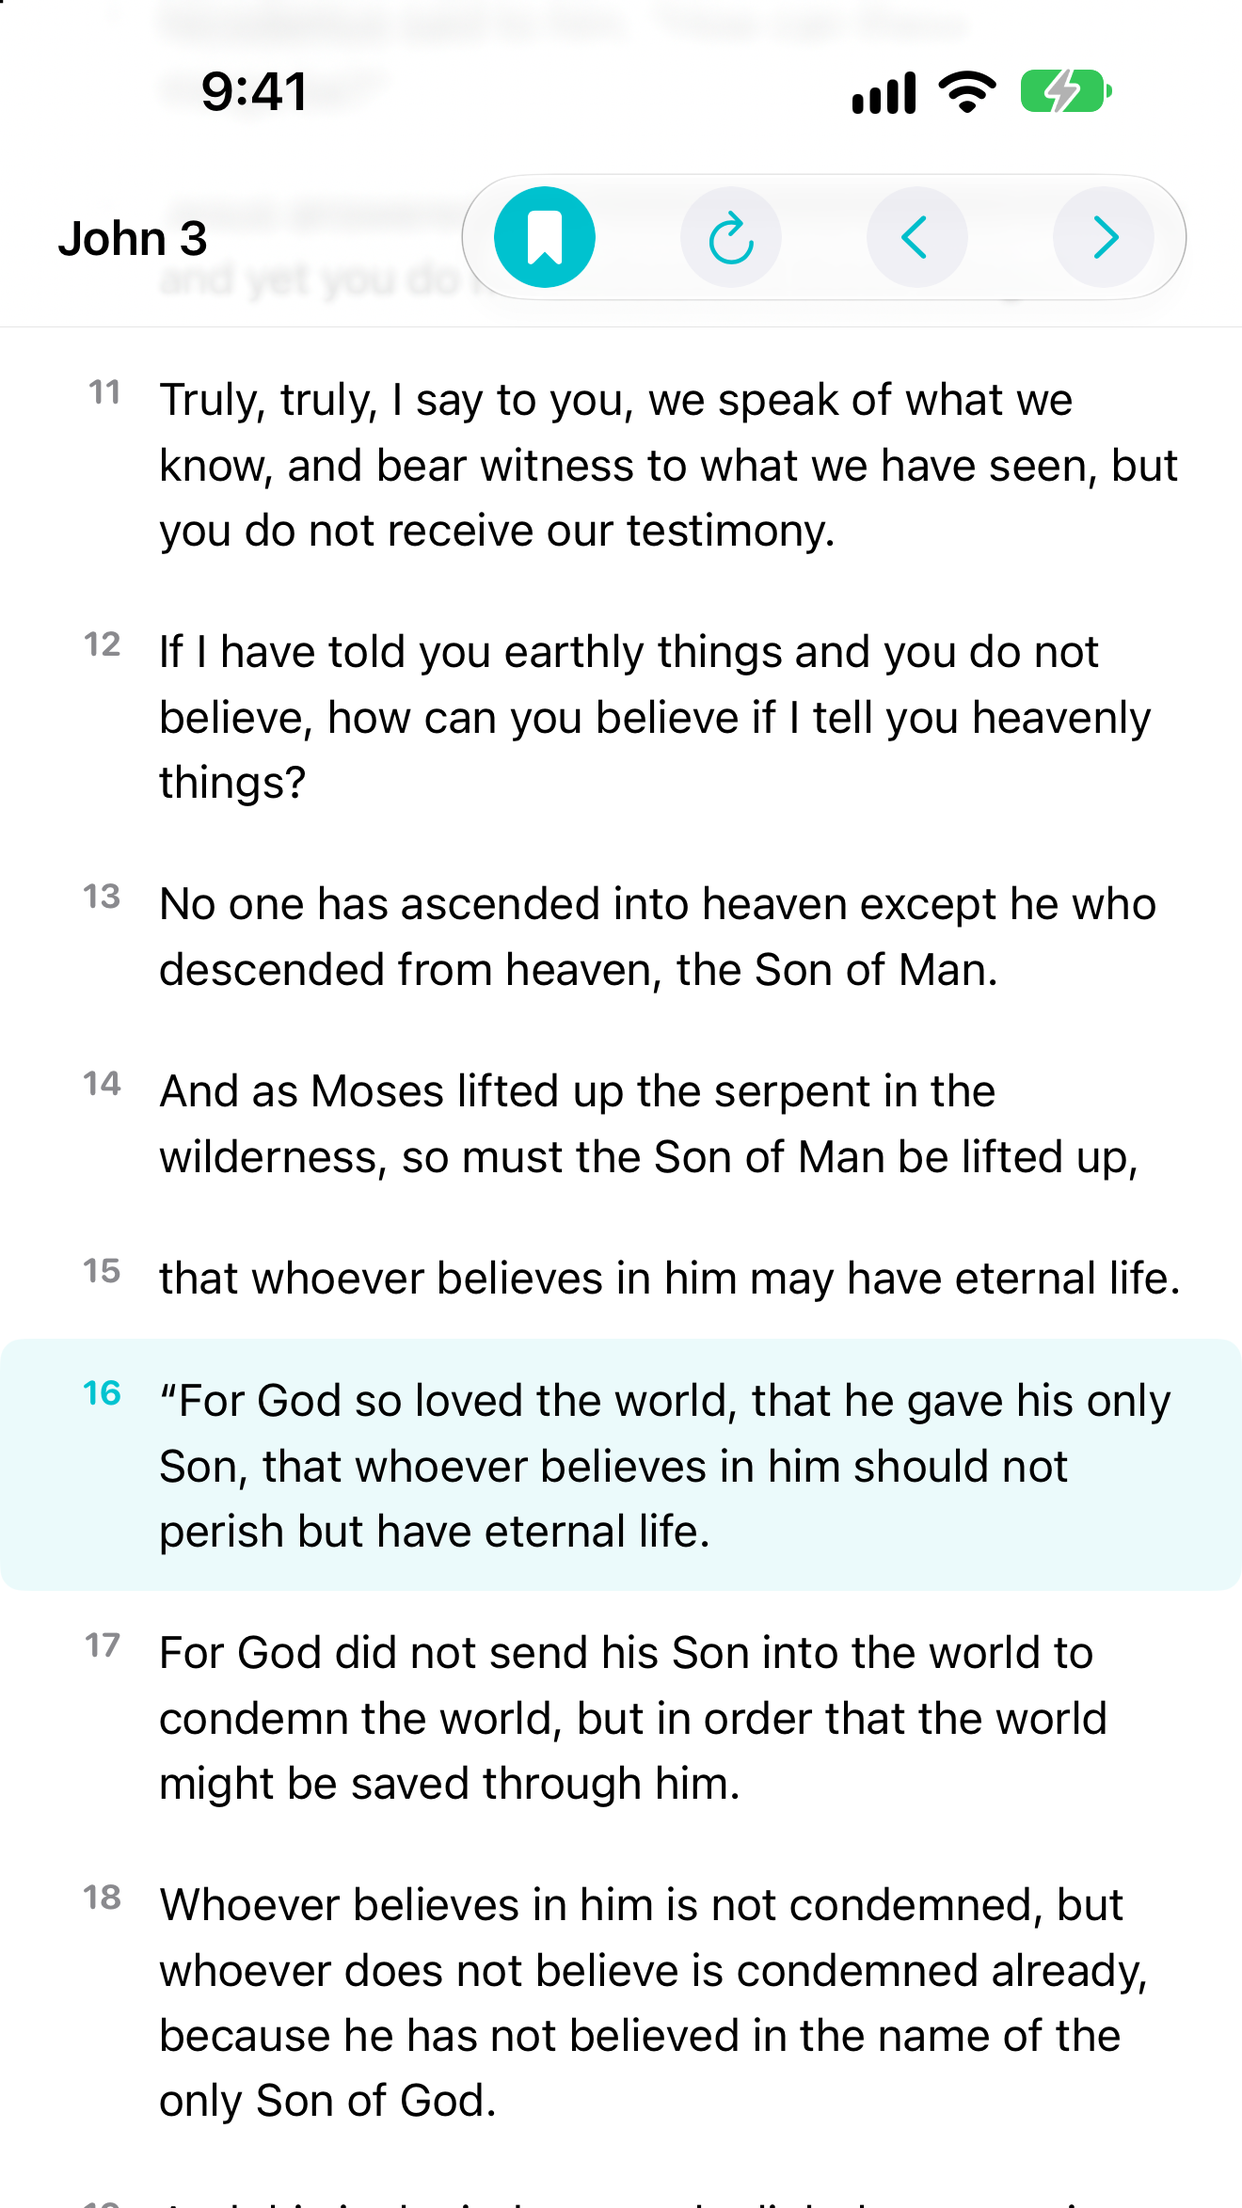 9:41
John 3
and yet you do
11 Truly, truly, I say to you, we speak of what we
know, and bear witness to what we have seen, but
you do not receive our testimony.
12 If I have told you earthly things and you do not
believe, how can you believe if I tell you heavenly
things?
13 No one has ascended into heaven except he who
descended from heaven, the Son of Man.
14 And as Moses lifted up the serpent in the
wilderness, so must the Son of Man be lifted up,
15 that whoever believes in him may have eternal life.
16 “For God so loved the world, that he gave his only
Son, that whoever believes in him should not
perish but have eternal life.
17 For God did not send his Son into the world to
condemn the world, but in order that the world
might be saved through him.
18 Whoever believes in him is not condemned, but
whoever does not believe is condemned already,
because he has not believed in the name of the
only Son of God.